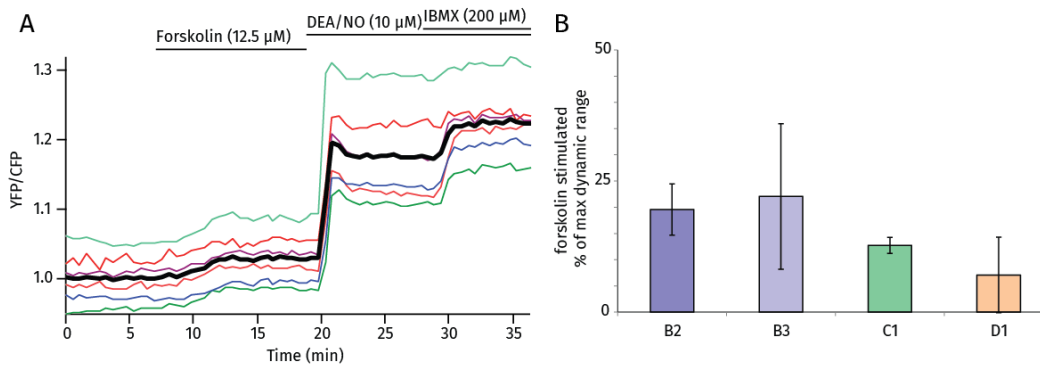 A
Forskolin (12.5 µM)
DEA/NO (10 µM)
IBMX (200 µM)
YFP/CFP
1.3
1.2
1.1
1.0
0
5
10
15
20
25
30
35
Time (min)
B
forskolin stimulated
% of max dynamic range
50
25
0
B2
B3
C1
D1